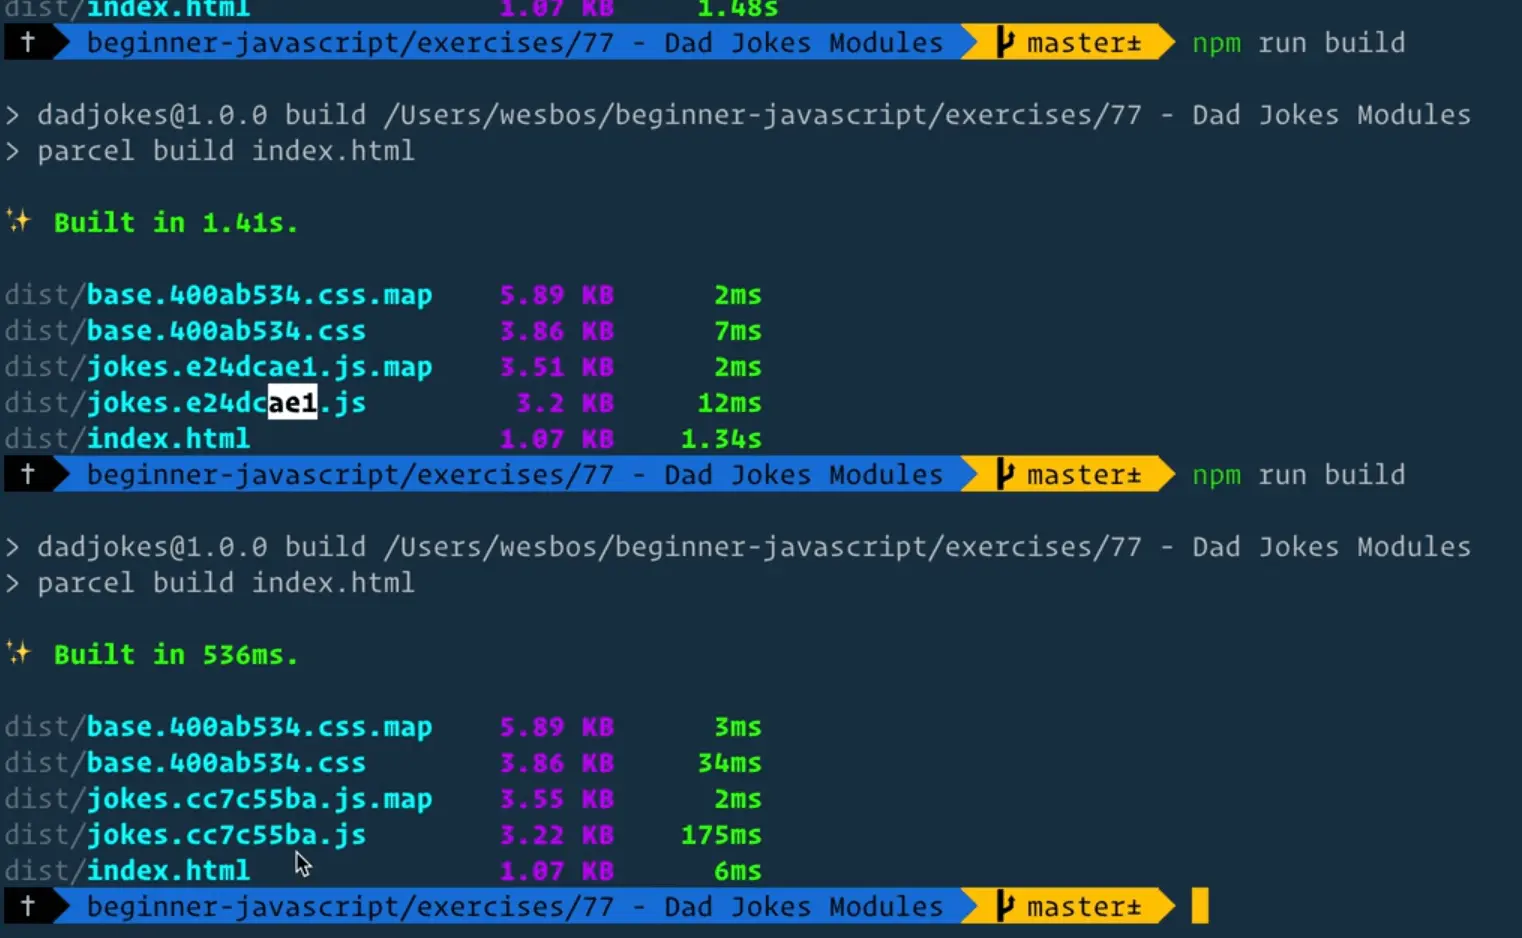 dist/index.html 1.07 KB 1.48s
† beginner-javascript/exercises/77 - Dad Jokes Modules master± npm run build
> dadjokes@1.0.0 build /Users/wesbos/beginner-javascript/exercises/77 - Dad Jokes Modules
> parcel build index.html
✨ Built in 1.41s.
dist/base.400ab534.css.map 5.89 KB 2ms
dist/base.400ab534.css 3.86 KB 7ms
dist/jokes.e24dcae1.js.map 3.51 KB 2ms
dist/jokes.e24dcae1.js 3.2 KB 12ms
dist/index.html 1.07 KB 1.34s
† beginner-javascript/exercises/77 - Dad Jokes Modules master± npm run build
> dadjokes@1.0.0 build /Users/wesbos/beginner-javascript/exercises/77 - Dad Jokes Modules
> parcel build index.html
✨ Built in 536ms.
dist/base.400ab534.css.map 5.89 KB 3ms
dist/base.400ab534.css 3.86 KB 34ms
dist/jokes.cc7c55ba.js.map 3.55 KB 2ms
dist/jokes.cc7c55ba.js 3.22 KB 175ms
dist/index.html 1.07 KB 6ms
† beginner-javascript/exercises/77 - Dad Jokes Modules master±